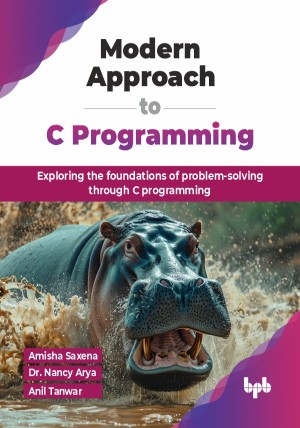 Modern
Approach
to
C Programming
Exploring the foundations of problem-solving
through C programming
Amisha Saxena
Dr. Nancy Arya
Anil Tanwar
bpb